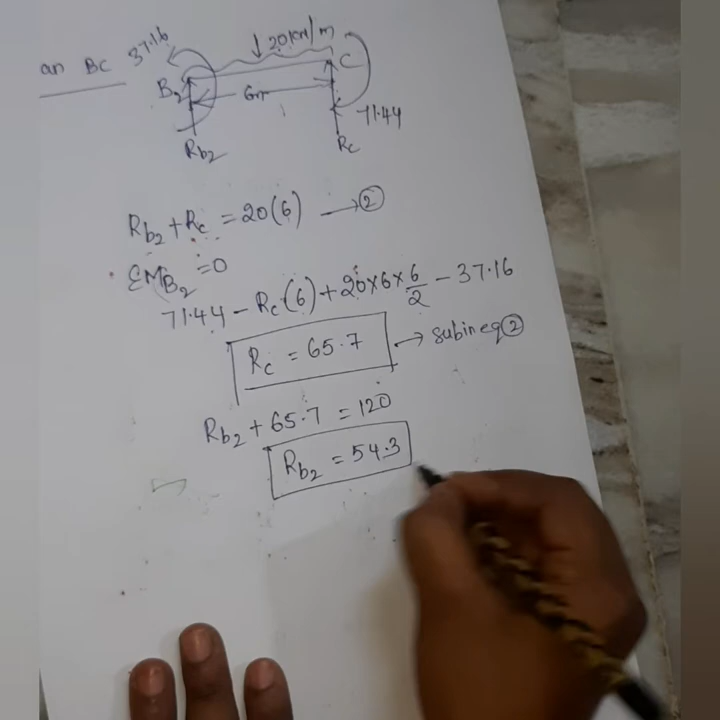 an BC
37.16
↓20kn/m
B2
C
6m
71.44
Rb2
Rc
Rb2 + Rc = 20(6) → ②
ΣMB2 = 0
71.44 - Rc(6) + 20×6×6/2 - 37.16
Rc = 65.7 → sub in eq ②
Rb2 + 65.7 = 120
Rb2 = 54.3